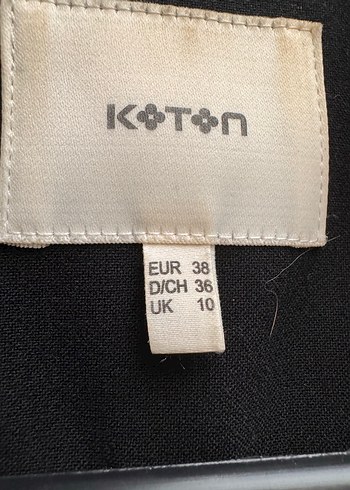 KOTON
EUR 38
D/CH 36
UK 10